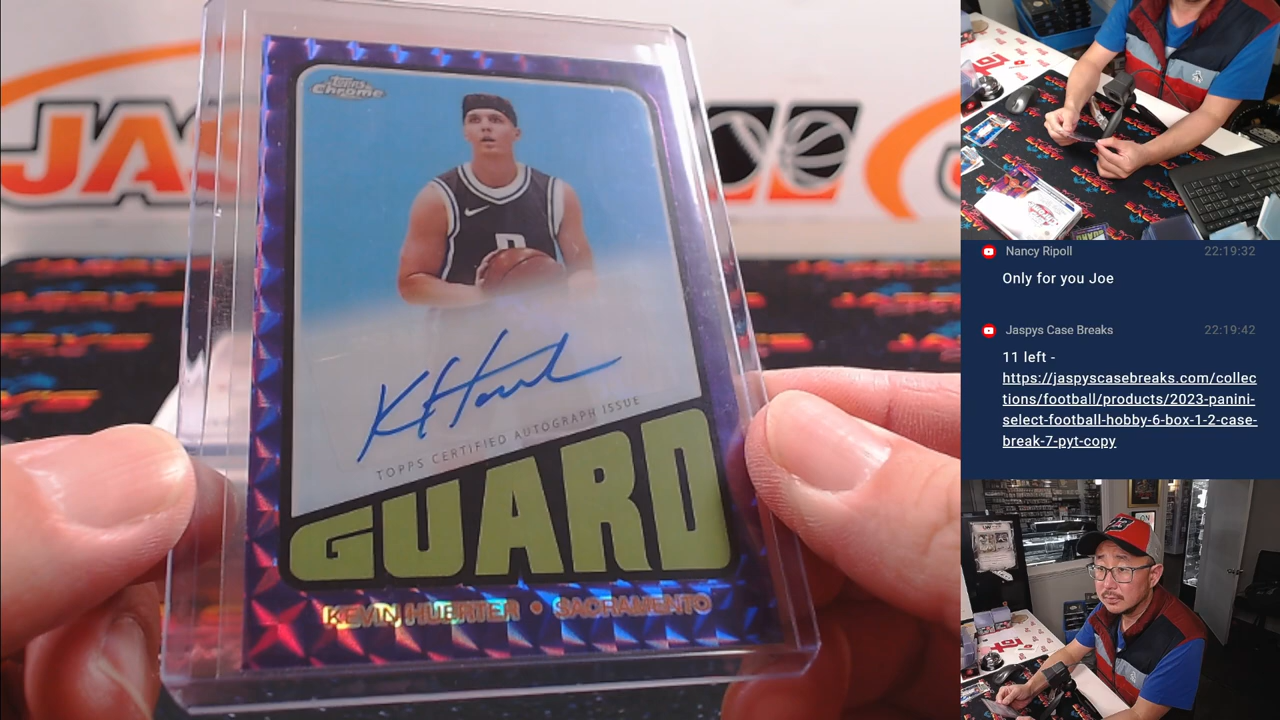 Topps
Chrome
TOPPS CERTIFIED AUTOGRAPH ISSUE
GUARD
KEVIN HUERTER • SACRAMENTO
JAS
Nancy Ripoll
22:19:32
Only for you Joe
Jaspys Case Breaks
22:19:42
11 left -
https://jaspyscasebreaks.com/collec
tions/football/products/2023-panini-
select-football-hobby-6-box-1-2-case-
break-7-pyt-copy